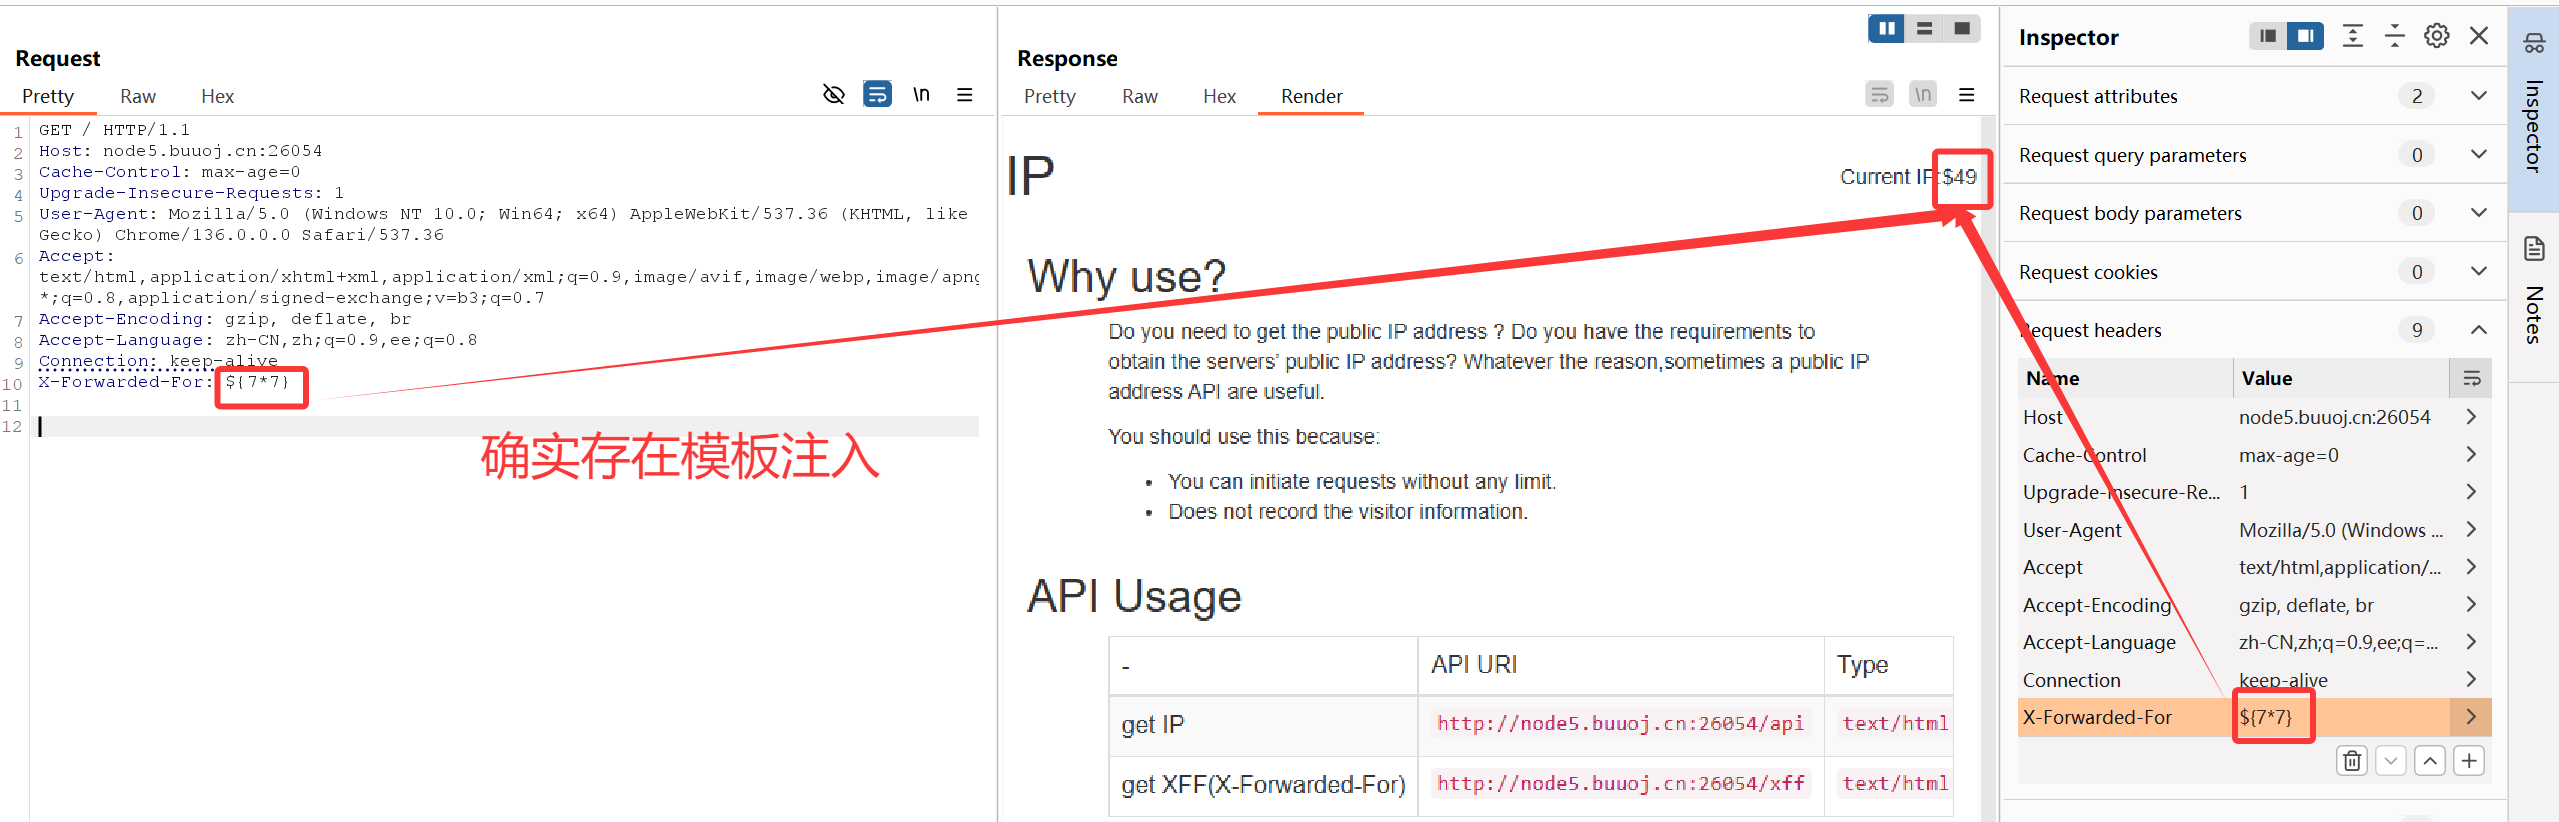 Request
Pretty Raw Hex \n
1 GET / HTTP/1.1
2 Host: node5.buuoj.cn:26054
3 Cache-Control: max-age=0
4 Upgrade-Insecure-Requests: 1
5 User-Agent: Mozilla/5.0 (Windows NT 10.0; Win64; x64) AppleWebKit/537.36 (KHTML, like
Gecko) Chrome/136.0.0.0 Safari/537.36
6 Accept:
text/html,application/xhtml+xml,application/xml;q=0.9,image/avif,image/webp,image/apng
*;q=0.8,application/signed-exchange;v=b3;q=0.7
7 Accept-Encoding: gzip, deflate, br
8 Accept-Language: zh-CN,zh;q=0.9,ee;q=0.8
9 Connection: keep-alive
10 X-Forwarded-For: ${7*7}
11
12
确实存在模板注入
Response
Pretty Raw Hex Render \n
IP
Current IP:$49
Why use?
Do you need to get the public IP address ? Do you have the requirements to
obtain the servers' public IP address? Whatever the reason,sometimes a public IP
address API are useful.
You should use this because:
• You can initiate requests without any limit.
• Does not record the visitor information.
API Usage
- API URI Type
get IP http://node5.buuoj.cn:26054/api text/html
get XFF(X-Forwarded-For) http://node5.buuoj.cn:26054/xff text/html
Inspector
Request attributes 2
Request query parameters 0
Request body parameters 0
Request cookies 0
Request headers 9
Name Value
Host node5.buuoj.cn:26054
Cache-Control max-age=0
Upgrade-Insecure-Re... 1
User-Agent Mozilla/5.0 (Windows ...
Accept text/html,application/...
Accept-Encoding gzip, deflate, br
Accept-Language zh-CN,zh;q=0.9,ee;q=...
Connection keep-alive
X-Forwarded-For ${7*7}
Inspector
Notes